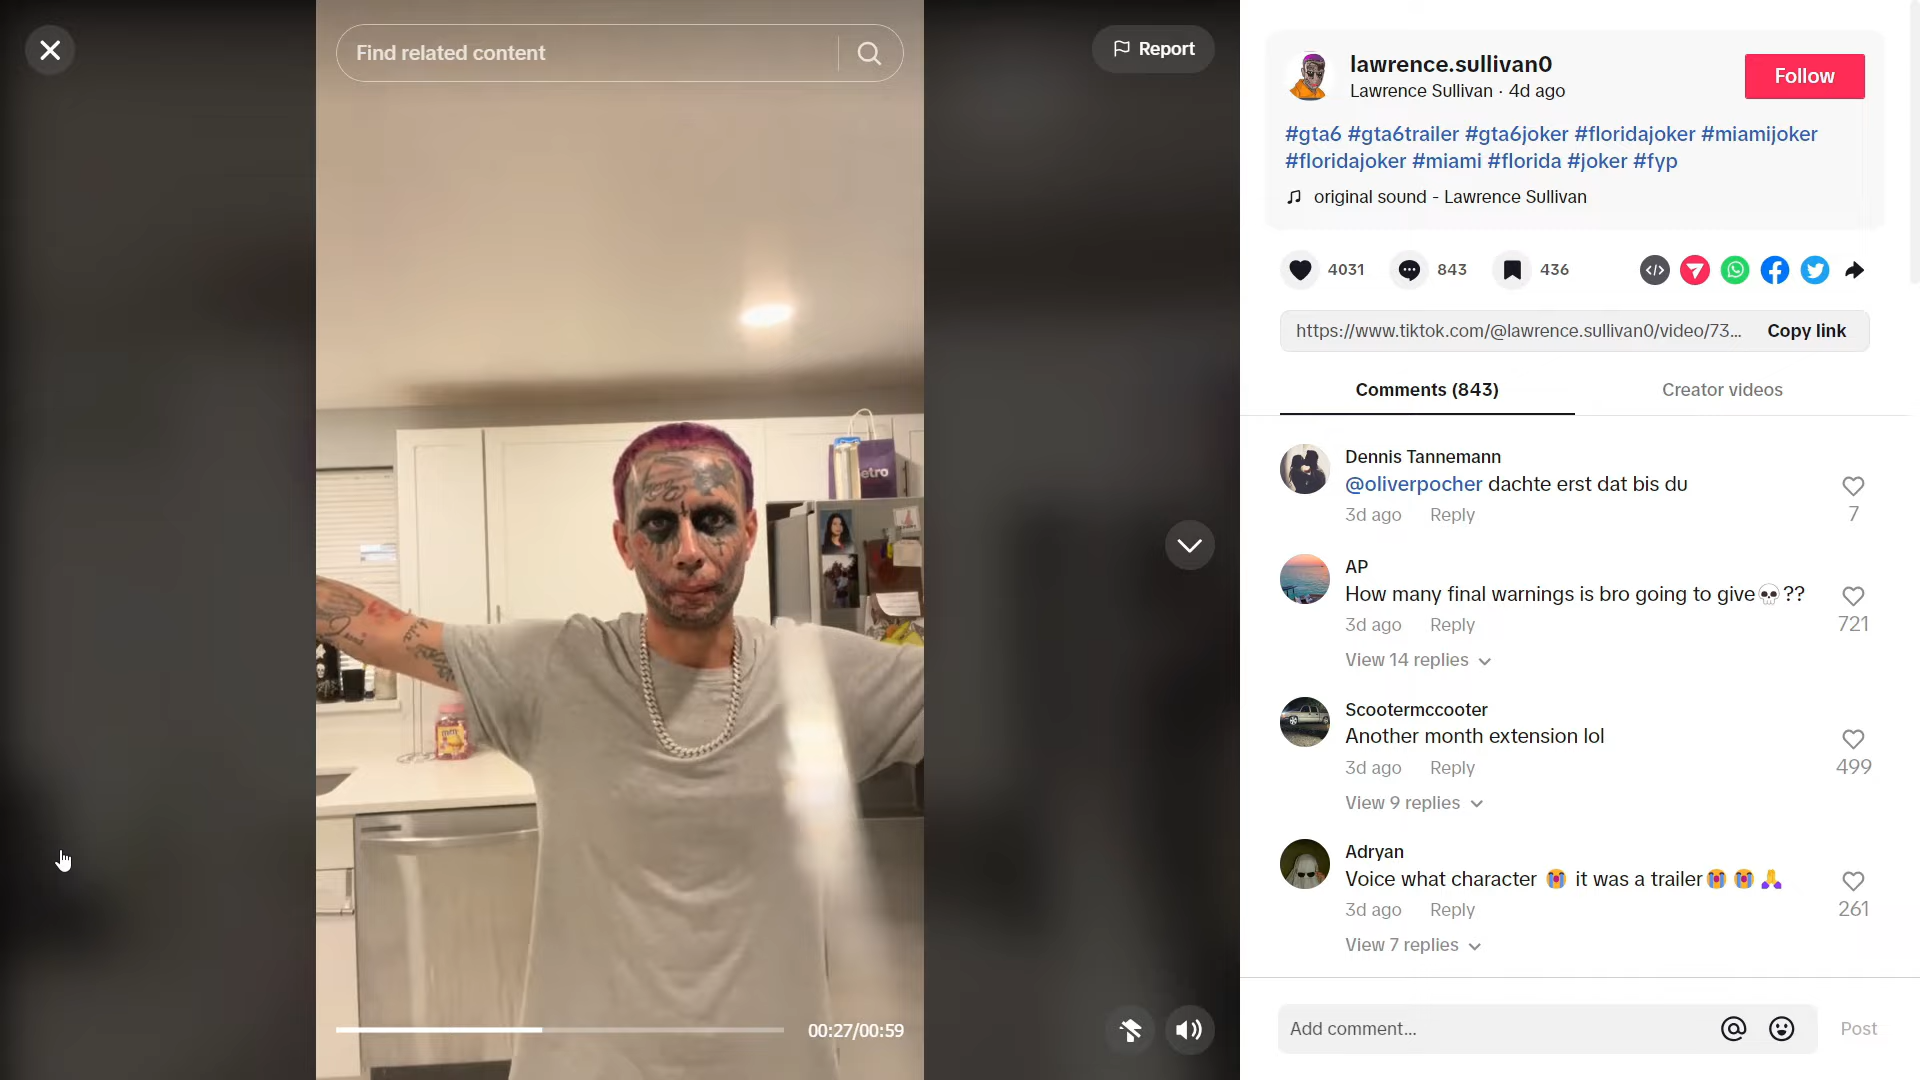 Find related content
Report
lawrence.sullivan0
Lawrence Sullivan · 4d ago
Follow
#gta6 #gta6trailer #gta6joker #floridajoker #miamijoker
#floridajoker #miami #florida #joker #fyp
original sound - Lawrence Sullivan
4031
843
436
https://www.tiktok.com/@lawrence.sullivan0/video/73...
Copy link
Comments (843)
Creator videos
Dennis Tannemann
@oliverpocher dachte erst dat bis du
3d ago Reply
7
AP
How many final warnings is bro going to give💀??
3d ago Reply
721
View 14 replies
Scootermccooter
Another month extension lol
3d ago Reply
499
View 9 replies
Adryan
Voice what character 😭 it was a trailer😭 😭 🙏
3d ago Reply
261
View 7 replies
etro
00:27/00:59
Add comment...
Post